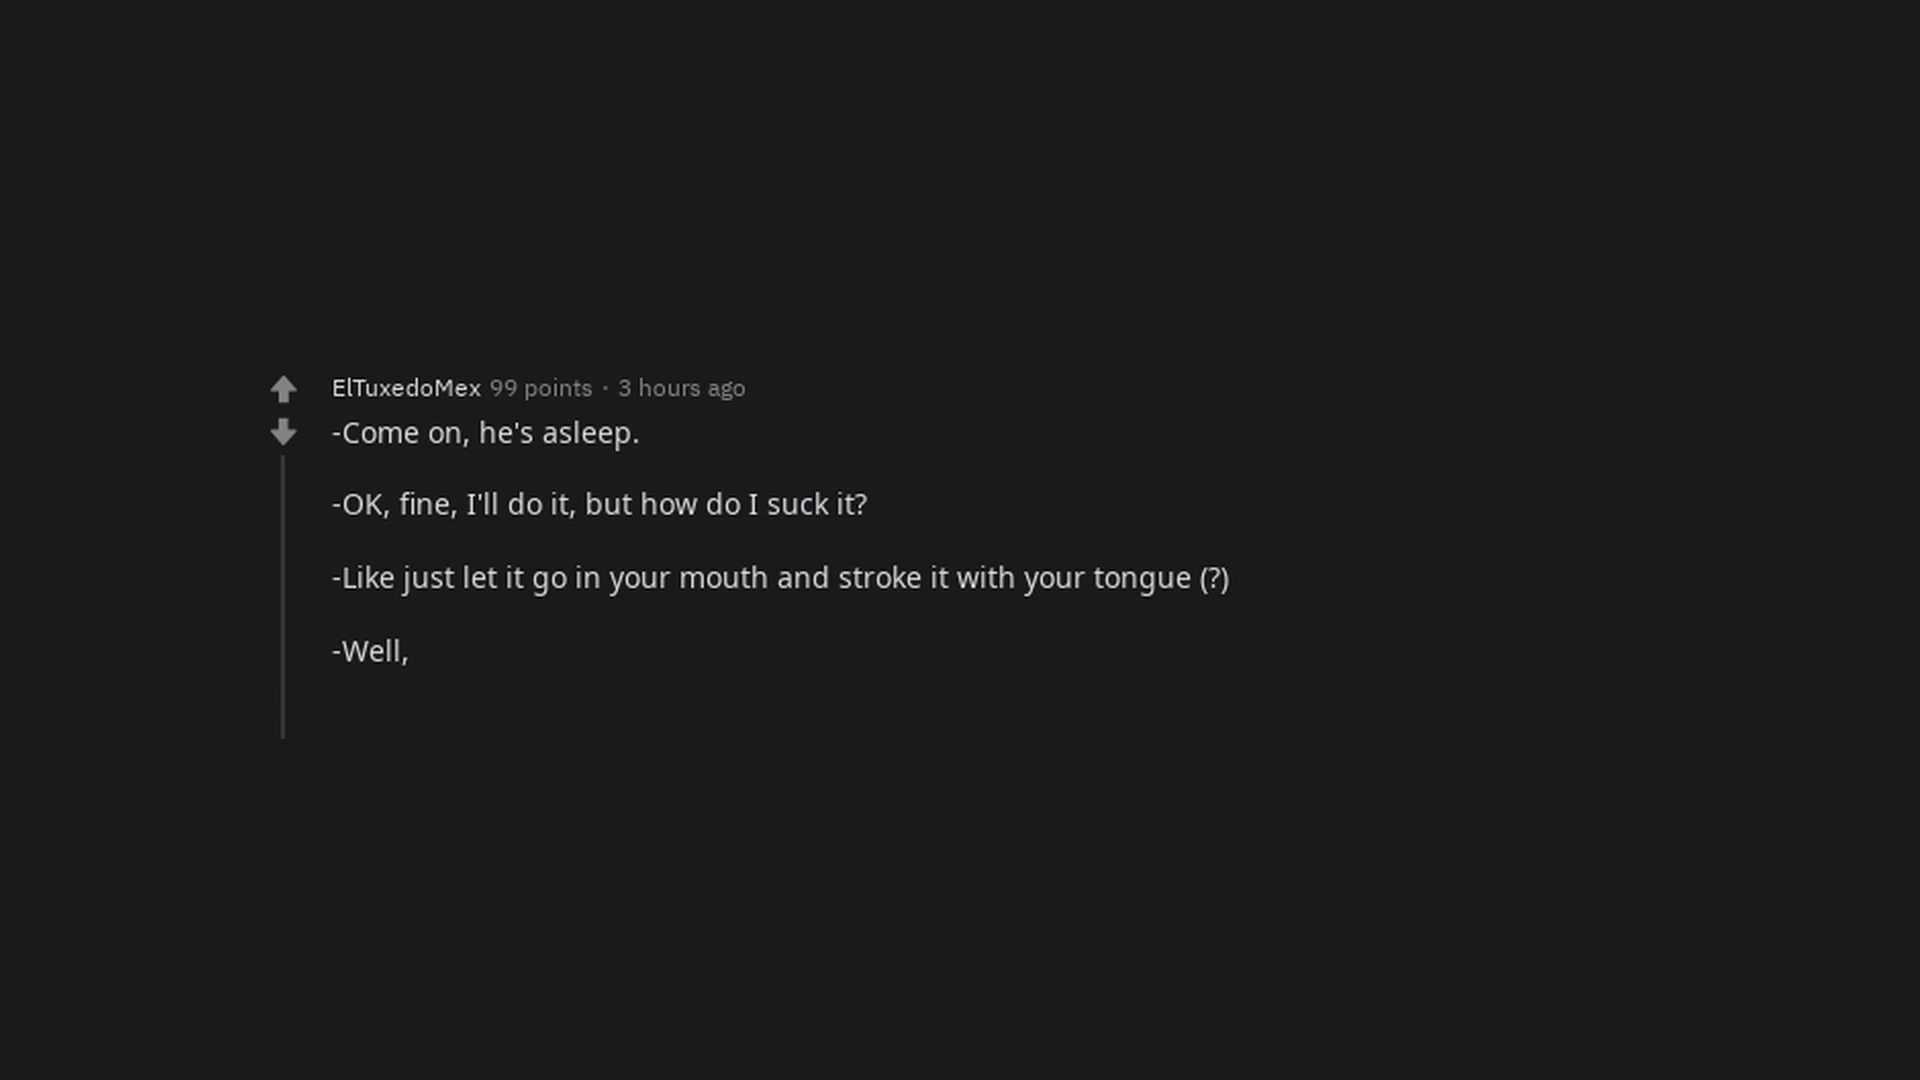 ElTuxedoMex 99 points · 3 hours ago
-Come on, he's asleep.
-OK, fine, I'll do it, but how do I suck it?
-Like just let it go in your mouth and stroke it with your tongue (?)
-Well,